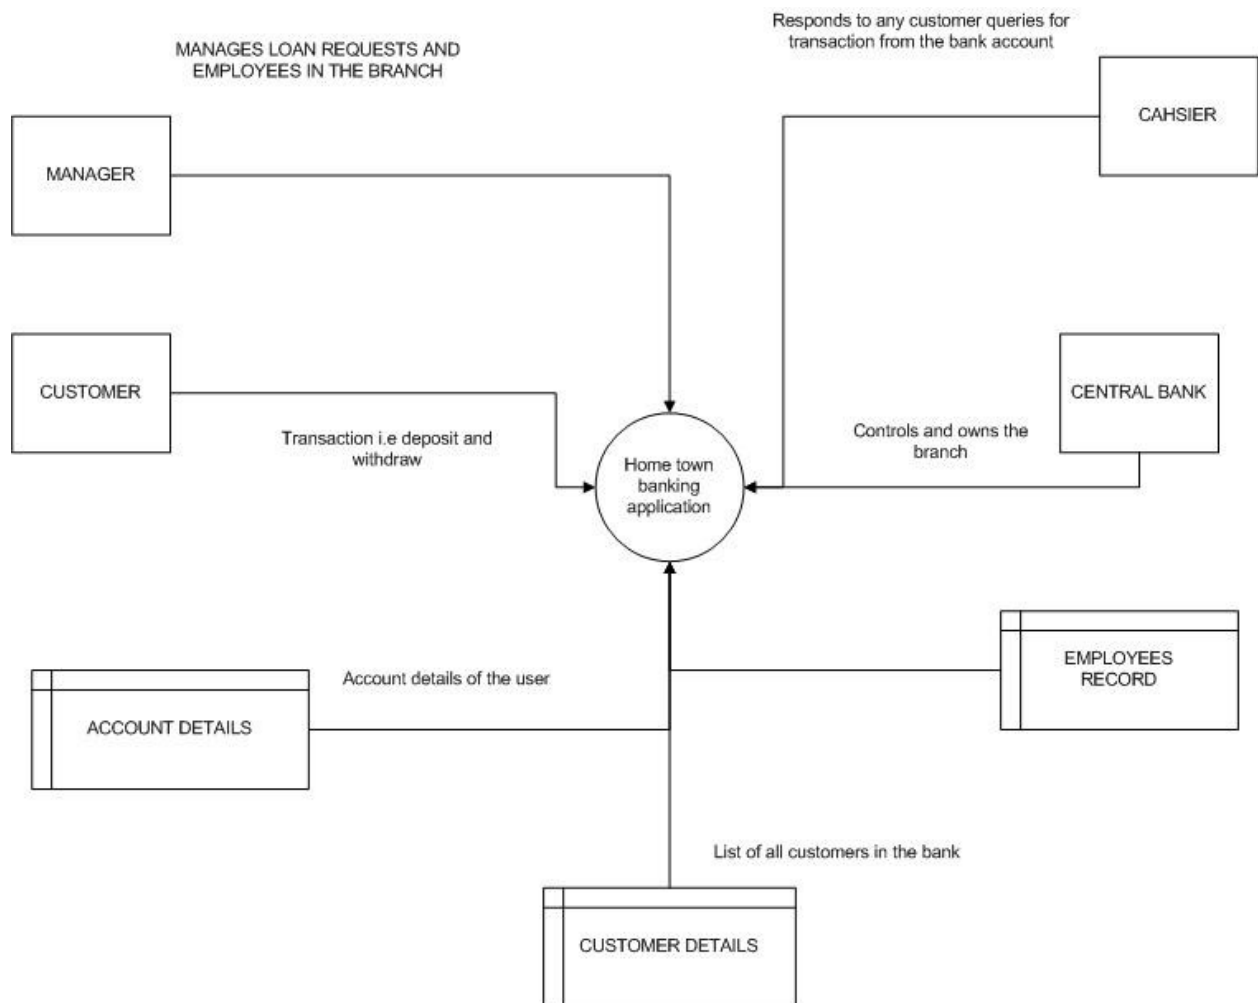 Responds to any customer queries for
transaction from the bank account
MANAGES LOAN REQUESTS AND
EMPLOYEES IN THE BRANCH
CAHSIER
MANAGER
CUSTOMER
CENTRAL BANK
Transaction i.e deposit and
withdraw
Controls and owns the
branch
Home town
banking
application
EMPLOYEES
RECORD
Account details of the user
ACCOUNT DETAILS
List of all customers in the bank
CUSTOMER DETAILS